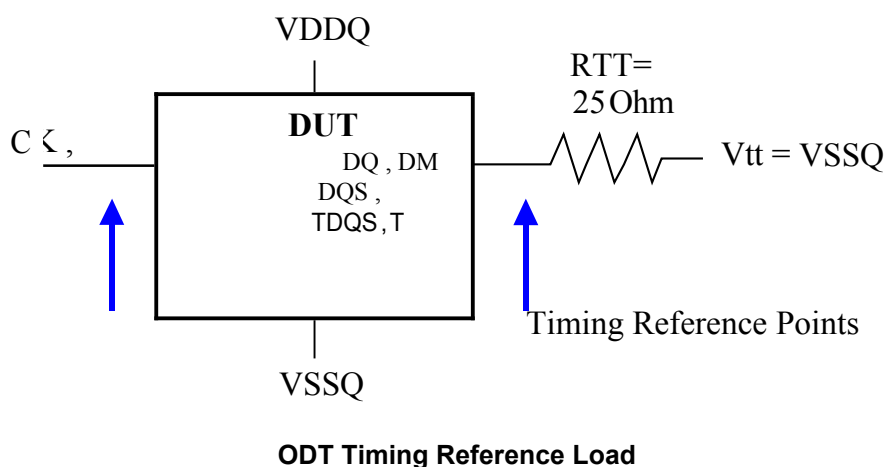 VDDQ
RTT=
25 Ohm
DUT
CK ,
DQ , DM
DQS ,
TDQS , T
Vtt = VSSQ
Timing Reference Points
VSSQ
ODT Timing Reference Load